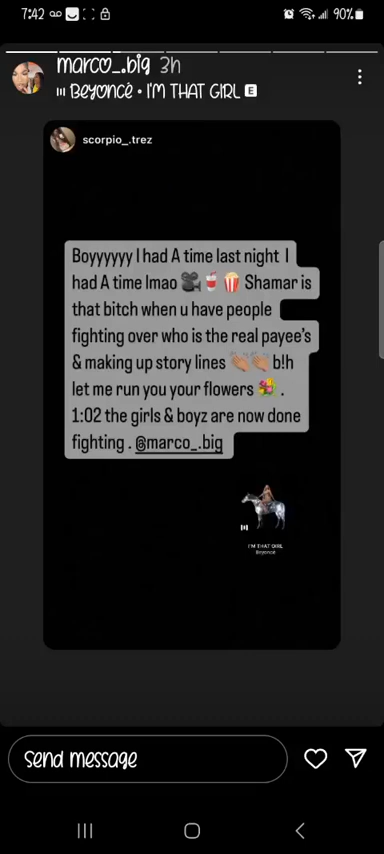 7:42
90%
marco_.big 3h
Beyoncé • I'M THAT GIRL E
scorpio_.trez
Boyyyyyy I had A time last night I
had A time lmao 🎥🥤🍿 Shamar is
that bitch when u have people
fighting over who is the real payee's
& making up story lines 👏🏽👏🏽 b!h
let me run you your flowers 💐 .
1:02 the girls & boyz are now done
fighting . @marco_.big
I'M THAT GIRL
Beyoncé
Send message